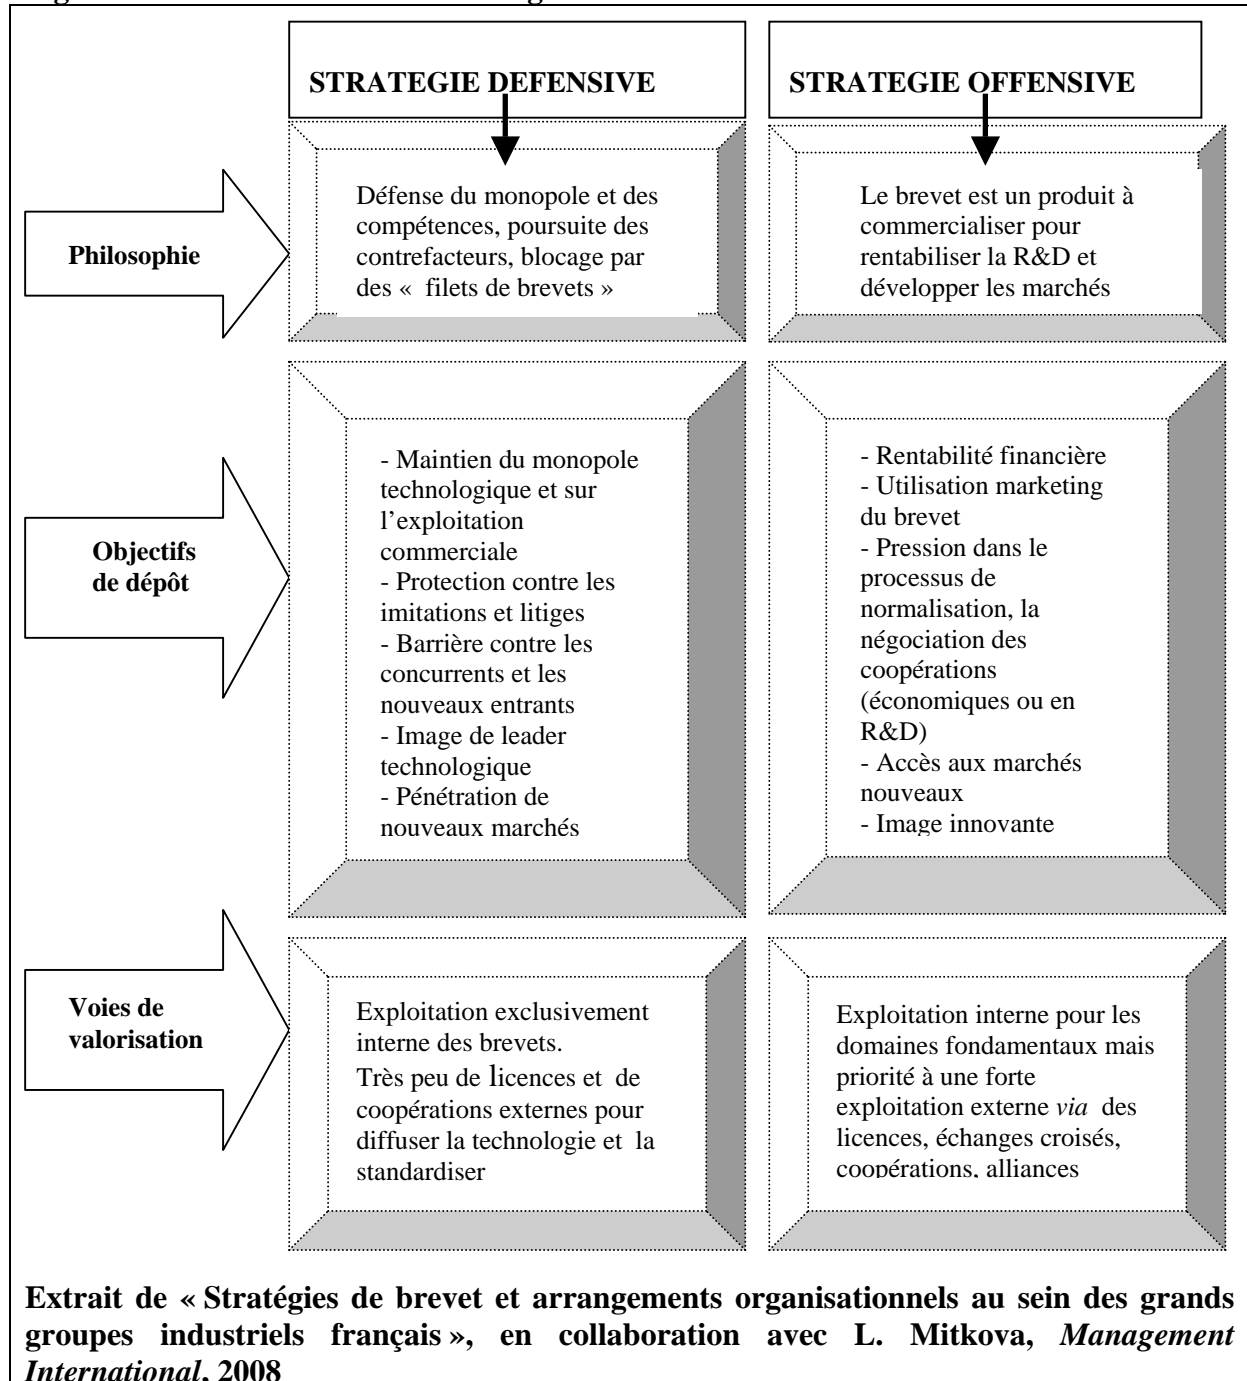 STRATEGIE DEFENSIVE
STRATEGIE OFFENSIVE
Philosophie
Défense du monopole et des
compétences, poursuite des
contrefacteurs, blocage par
des « filets de brevets »
Le brevet est un produit à
commercialiser pour
rentabiliser la R&D et
développer les marchés
Objectifs
de dépôt
- Maintien du monopole
technologique et sur
l’exploitation
commerciale
- Protection contre les
imitations et litiges
- Barrière contre les
concurrents et les
nouveaux entrants
- Image de leader
technologique
- Pénétration de
nouveaux marchés
- Rentabilité financière
- Utilisation marketing
du brevet
- Pression dans le
processus de
normalisation, la
négociation des
coopérations
(économiques ou en
R&D)
- Accès aux marchés
nouveaux
- Image innovante
Voies de
valorisation
Exploitation exclusivement
interne des brevets.
Très peu de licences et de
coopérations externes pour
diffuser la technologie et la
standardiser
Exploitation interne pour les
domaines fondamentaux mais
priorité à une forte
exploitation externe via des
licences, échanges croisés,
coopérations, alliances
Extrait de « Stratégies de brevet et arrangements organisationnels au sein des grands
groupes industriels français », en collaboration avec L. Mitkova, Management
International, 2008